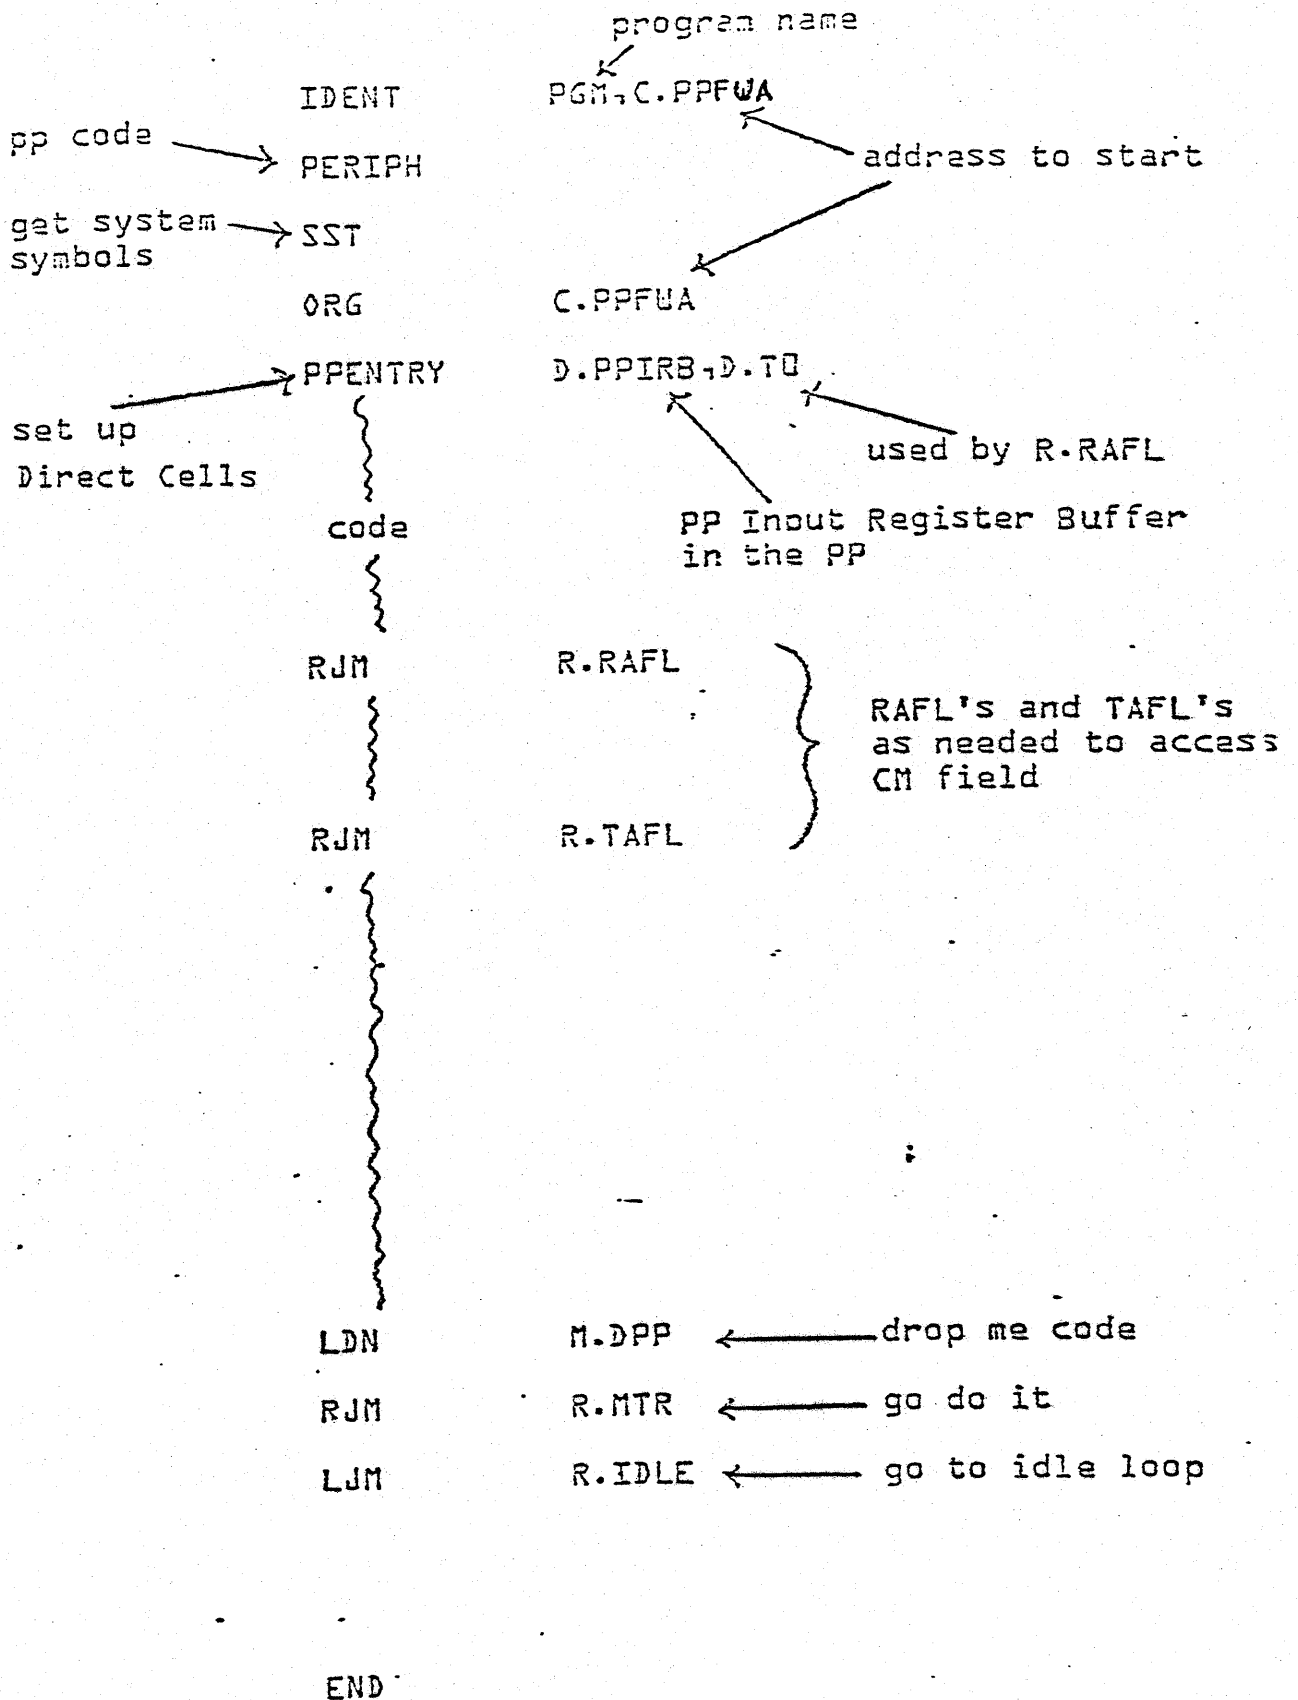 program name
IDENT PGM,C.PPFWA
pp code
PERIPH
address to start
get system
symbols
SST
ORG C.PPFWA
PPENTRY D.PPIRB,D.T0
set up
Direct Cells
used by R.RAFL
code
PP Input Register Buffer
in the PP
RJM R.RAFL
RAFL's and TAFL's
as needed to access
CM field
RJM R.TAFL
LDN M.DPP drop me code
RJM R.MTR go do it
LJM R.IDLE go to idle loop
END